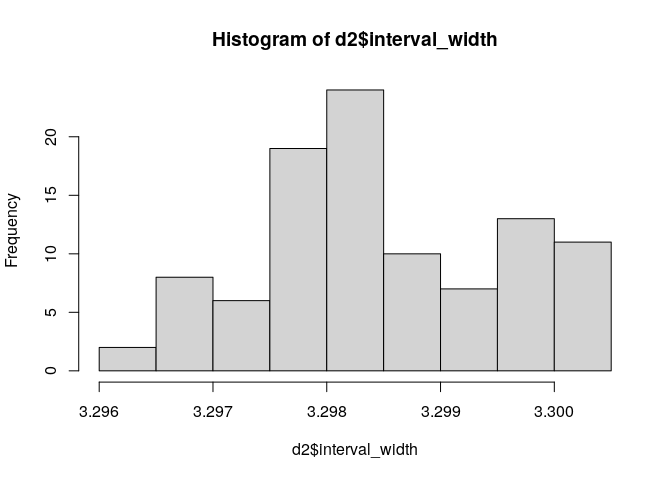 Histogram of d2$interval_width
Frequency
20
15
10
5
0
3.296 3.297 3.298 3.299 3.300
d2$interval_width